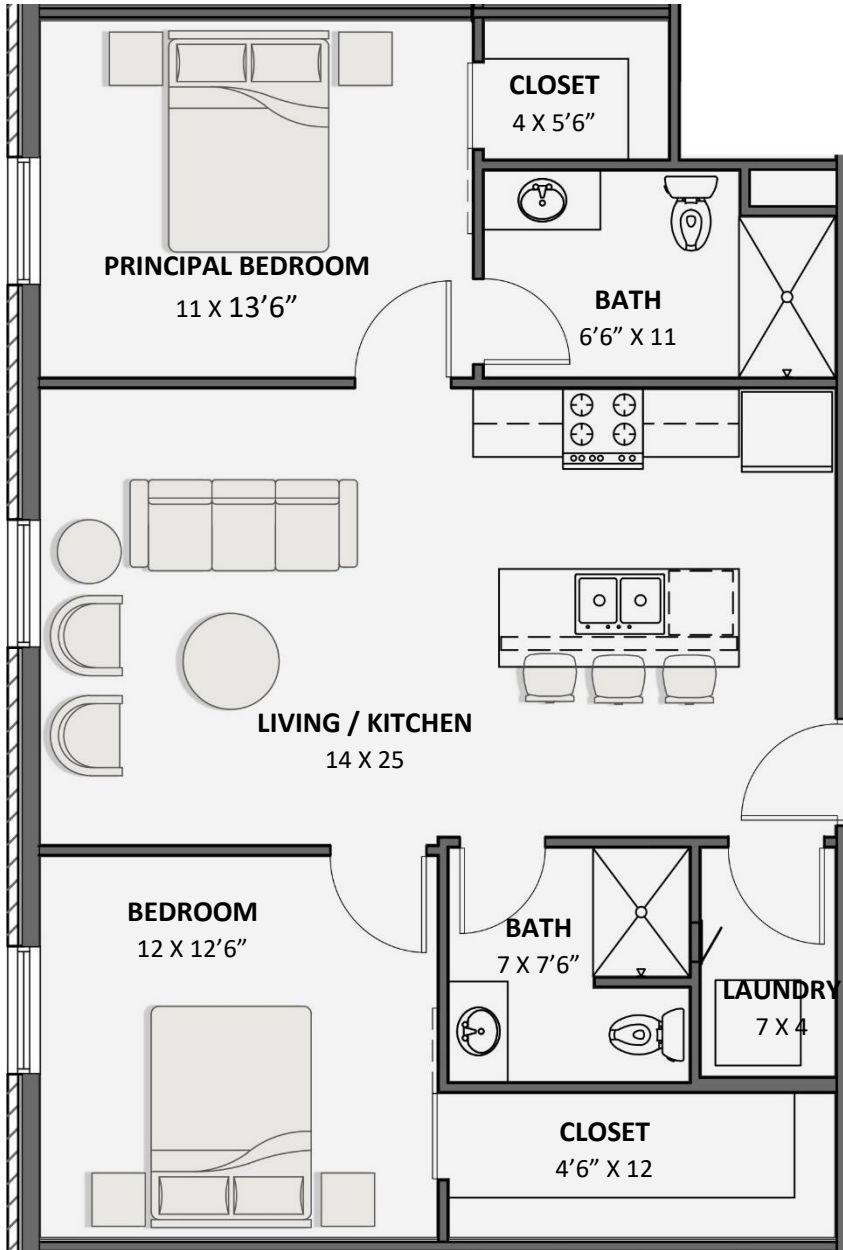 CLOSET
4 X 5’6”
PRINCIPAL BEDROOM
11 X 13’6”
BATH
6’6” X 11
LIVING / KITCHEN
14 X 25
BEDROOM
12 X 12’6”
BATH
7 X 7’6”
LAUNDRY
7 X 4
CLOSET
4’6” X 12